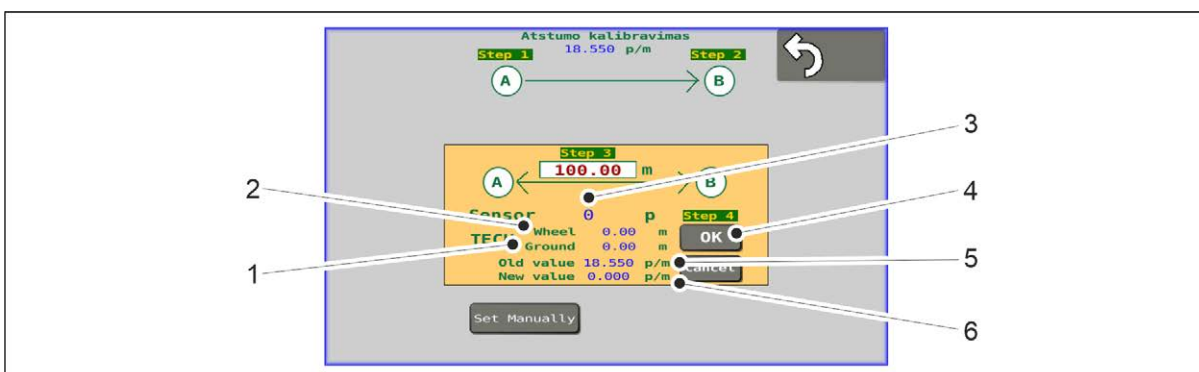 Atstumo kalibravimas
18.550 p/m
Step 1
Step 2
A
B
Step 3
100.00 m
A
B
Sensor 0 p
Step 4
Wheel 0.00 m
OK
Ground 0.00 m
Old value 18.550 p/m
Cancel
New value 0.000 p/m
Set Manually
1
2
3
4
5
6